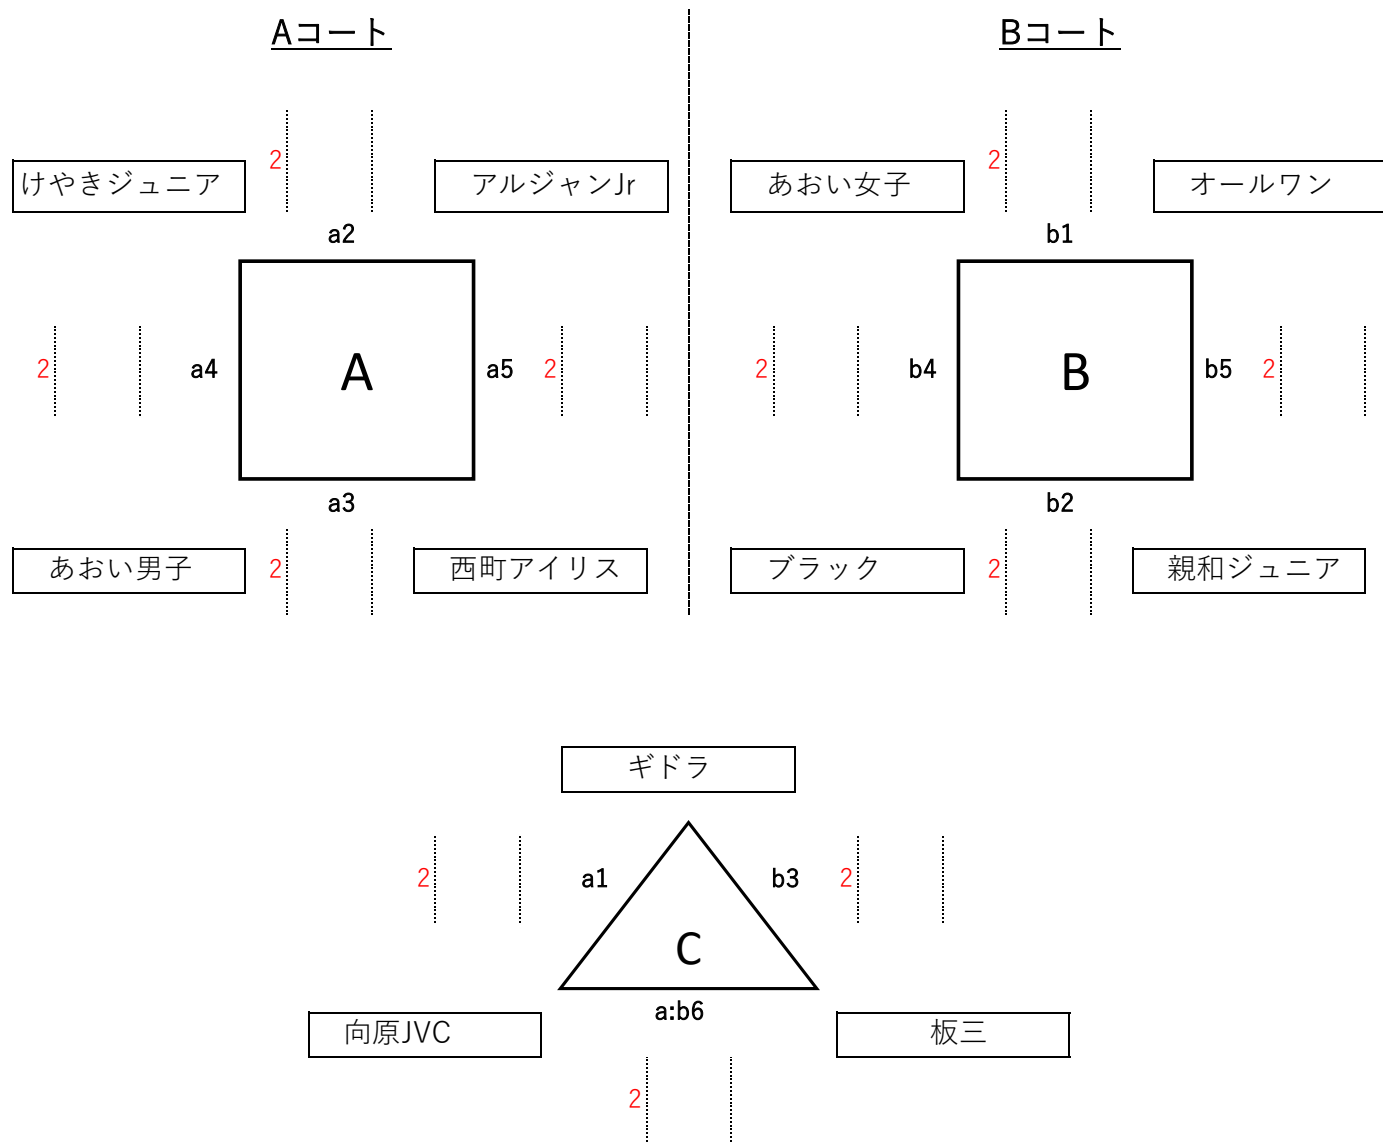 Aコート Bコート
2 2
けやきジュニア アルジャンJr あおい女子 オールワン
a2 b1
2 a4 A a5 2 2 b4 B b5 2
a3 b2
あおい男子 2 西町アイリス ブラック 2 親和ジュニア
ギドラ
2 a1 b3 2
C
a:b6
向原JVC 板三
2